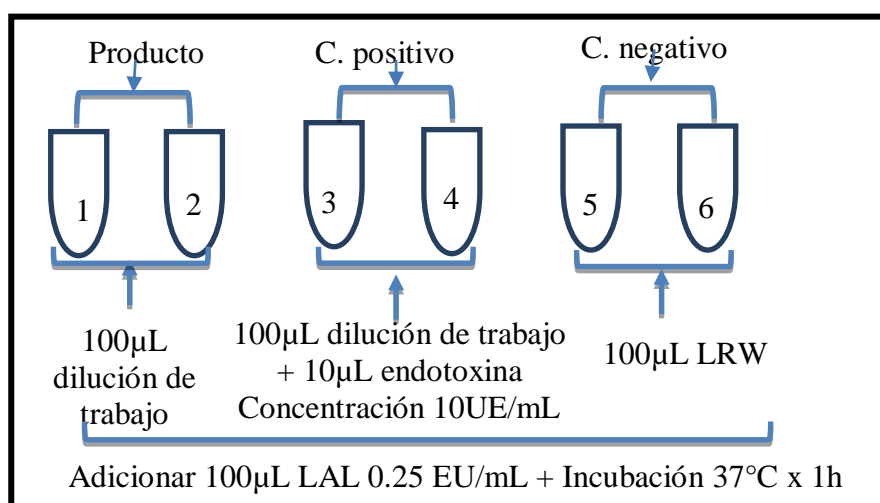 Producto
C. positivo
C. negativo
1
2
3
4
5
6
100µL
dilución de
trabajo
100µL dilución de trabajo
+ 10µL endotoxina
Concentración 10UE/mL
100µL LRW
Adicionar 100µL LAL 0.25 EU/mL + Incubación 37°C x 1h